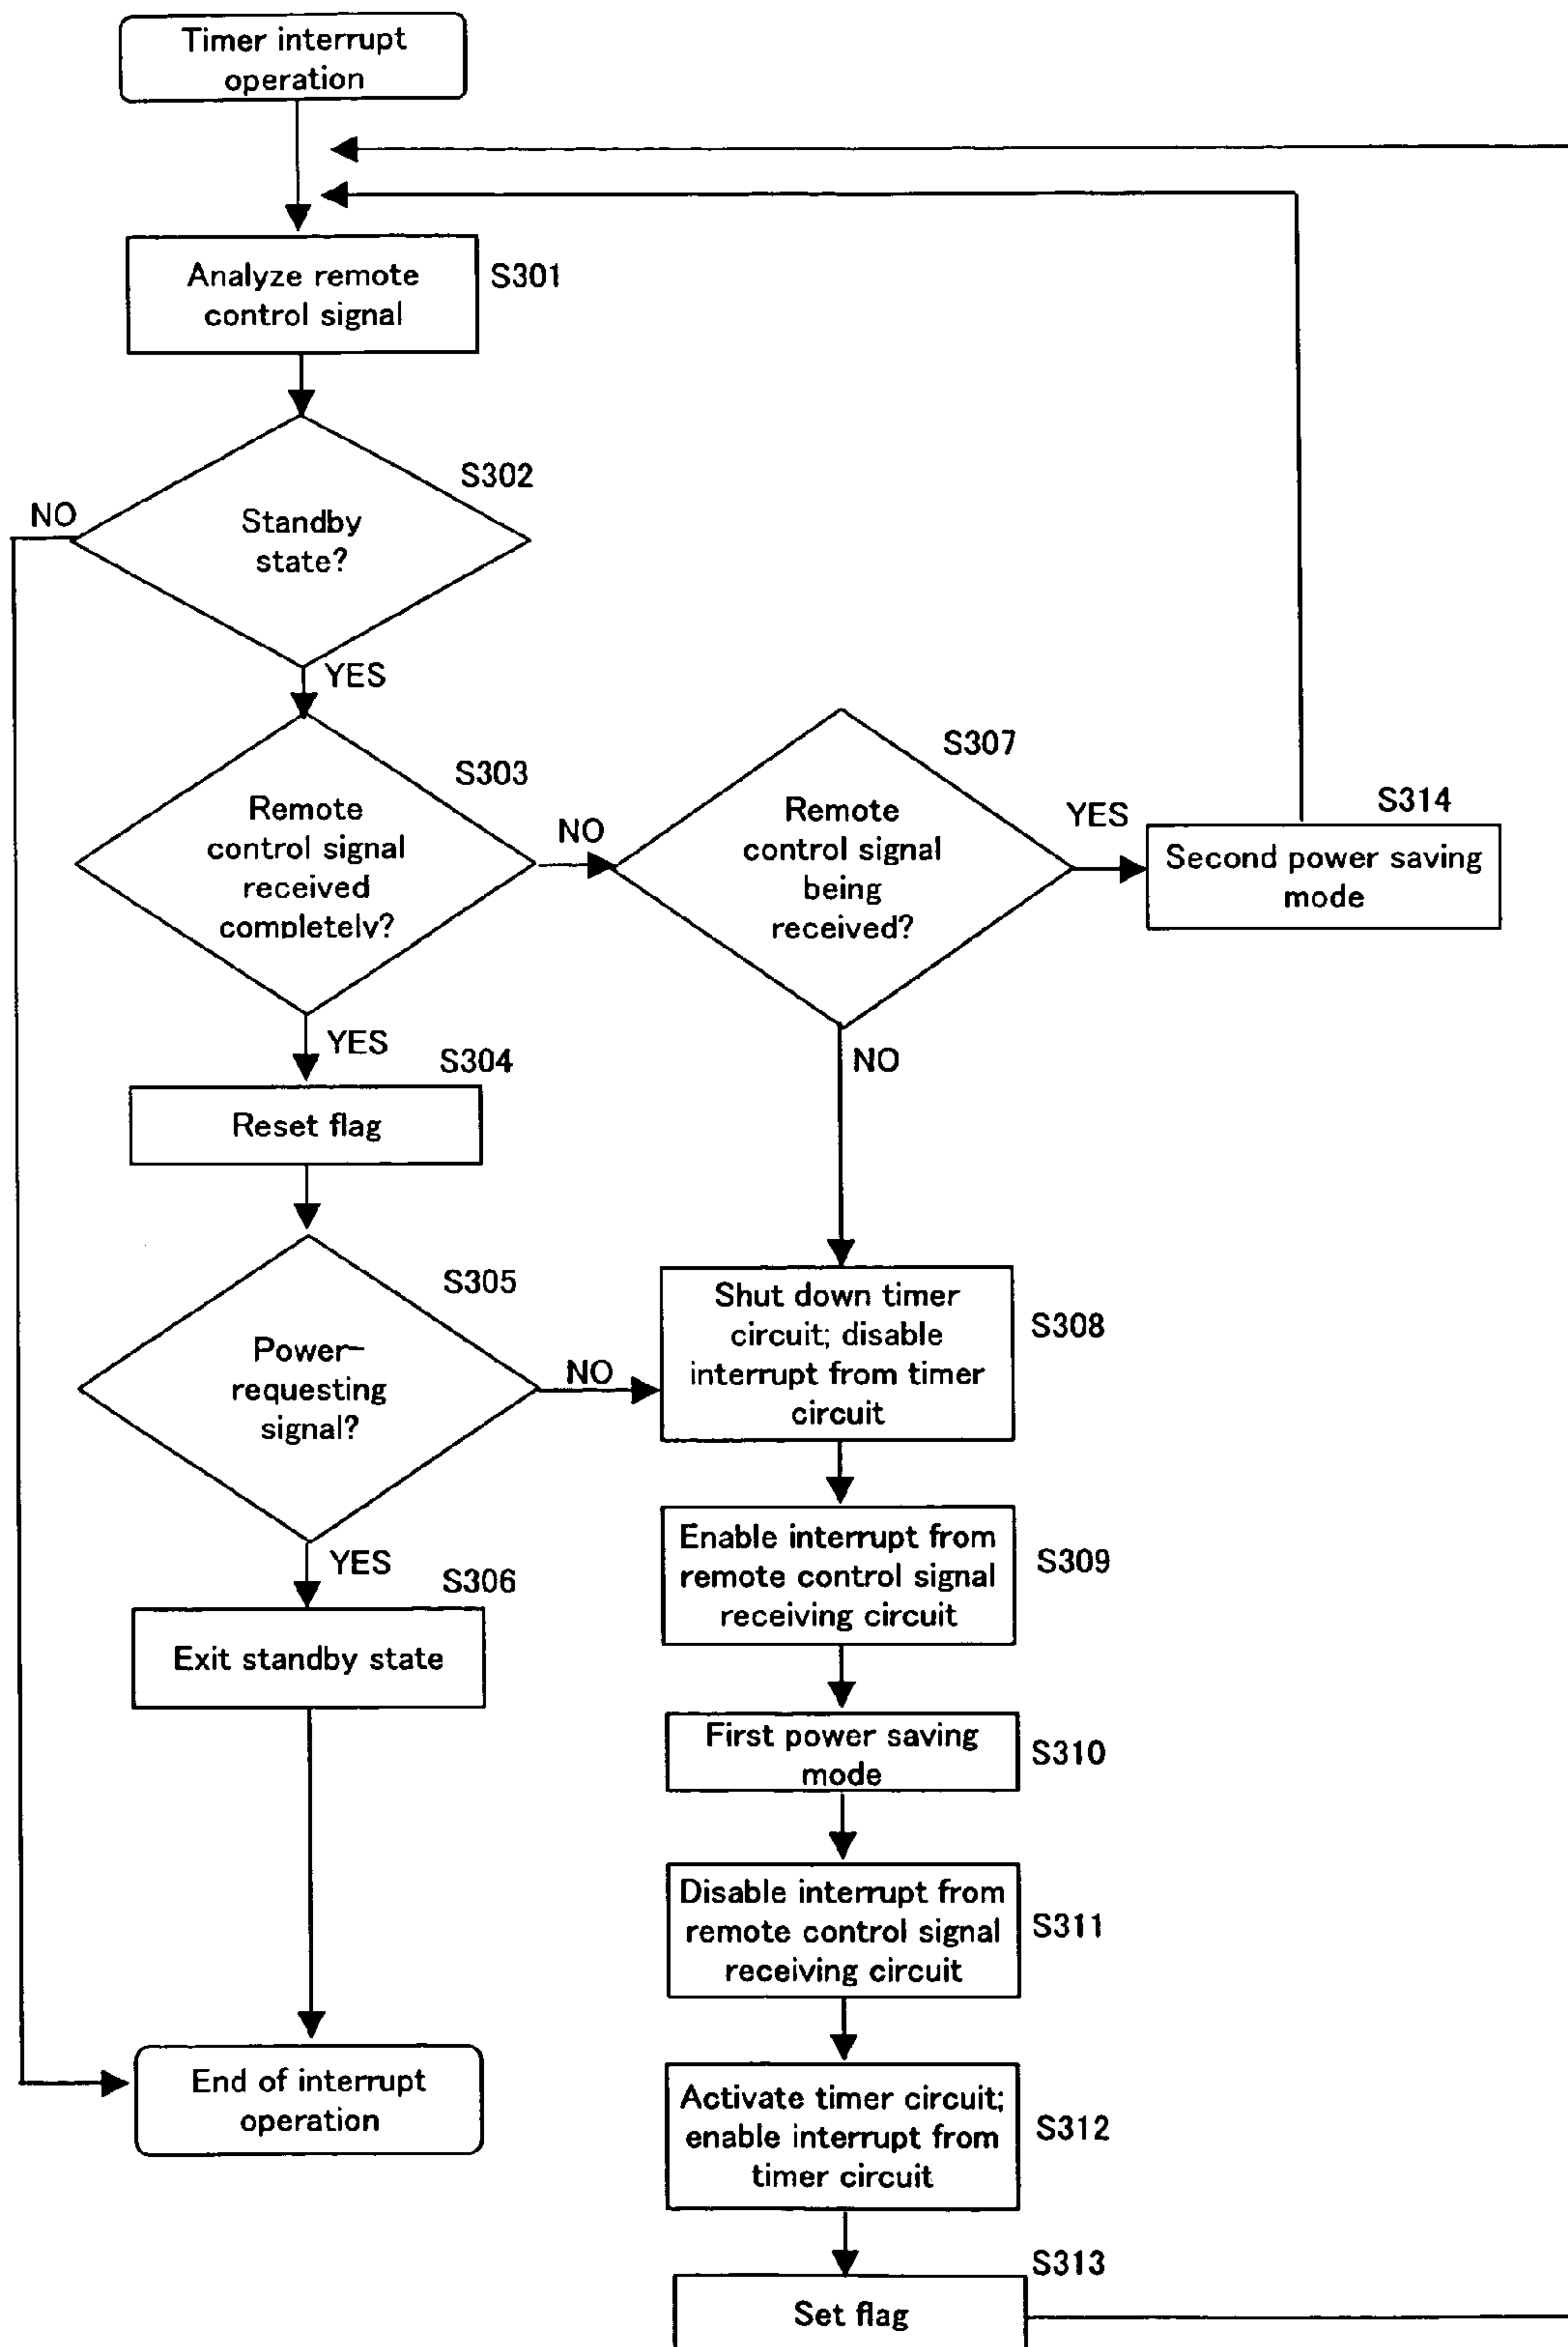 Timer interrupt
operation
Analyze remote
control signal
S301
S302
NO
Standby
state?
YES
S303
Remote
control signal
received
completely?
NO
S307
Remote
control signal
being
received?
YES
S314
Second power saving
mode
YES
NO
S304
Reset flag
S305
Power-
requesting
signal?
NO
Shut down timer
circuit; disable
interrupt from timer
circuit
S308
YES
S306
Exit standby state
Enable interrupt from
remote control signal
receiving circuit
S309
First power saving
mode
S310
Disable interrupt from
remote control signal
receiving circuit
S311
End of interrupt
operation
Activate timer circuit;
enable interrupt from
timer circuit
S312
S313
Set flag